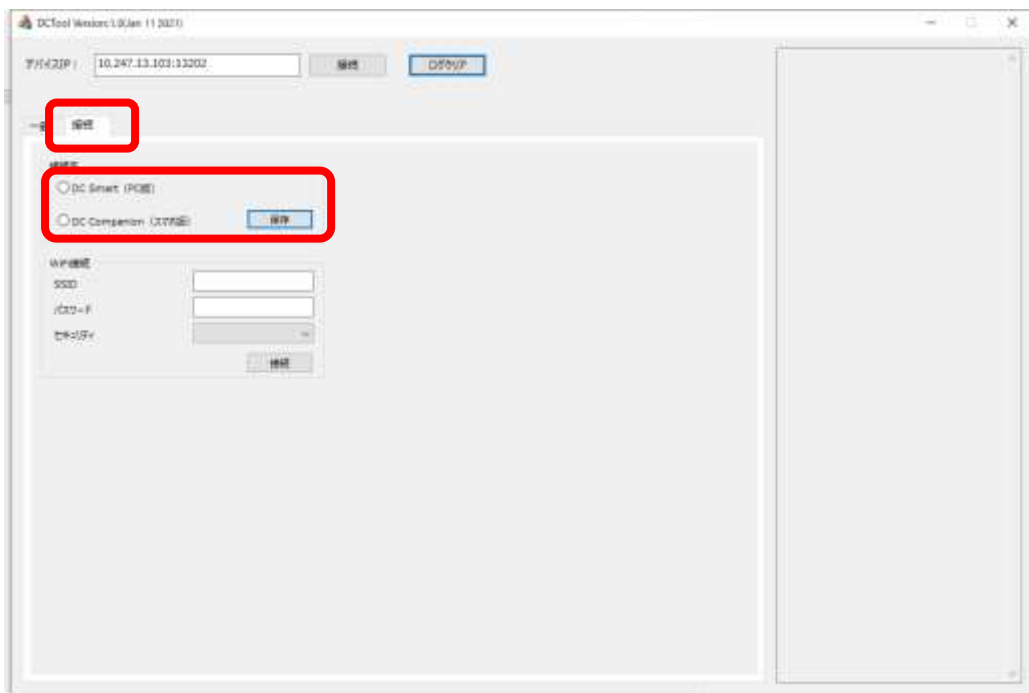 DCTool Version:1.0(Jan 11 2021)
デバイスIP: 10.247.13.103:13202 接続 ログクリア
一般 接続
接続先
DC Smart (PC版)
DC Companion (スマホ版) 保存
WiFi接続
SSID
パスワード
セキュリティ
接続